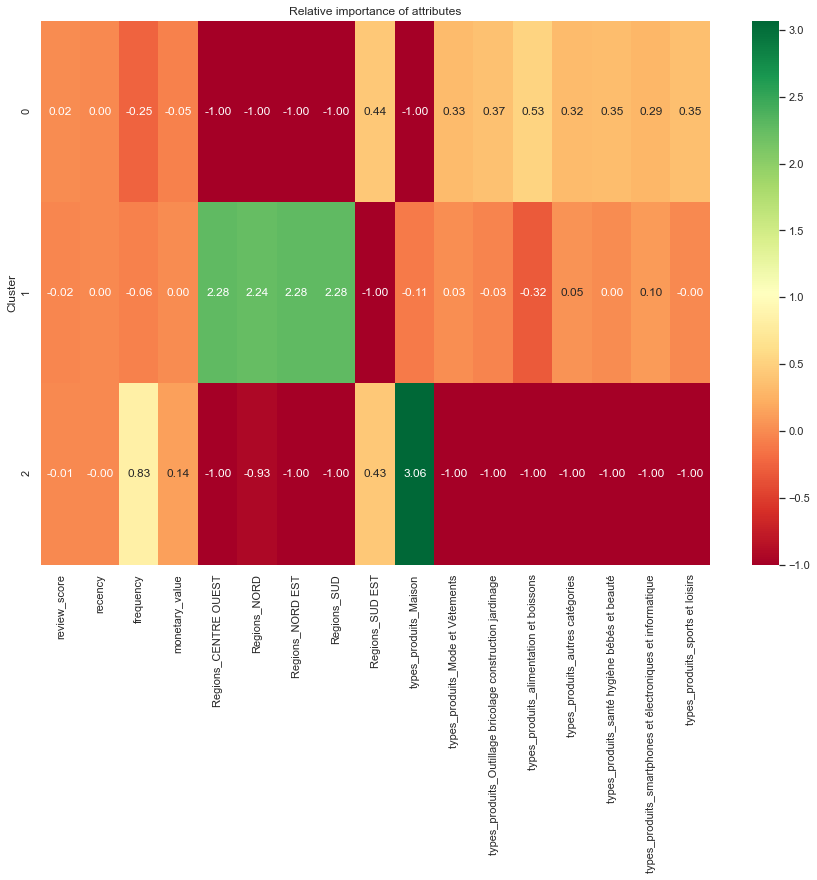 Relative importance of attributes
Cluster
0
0.02 0.00 -0.25 -0.05 -1.00 -1.00 -1.00 -1.00 0.44 -1.00 0.33 0.37 0.53 0.32 0.35 0.29 0.35
1
-0.02 0.00 -0.06 0.00 2.28 2.24 2.28 2.28 -1.00 -0.11 0.03 -0.03 -0.32 0.05 0.00 0.10 -0.00
2
-0.01 -0.00 0.83 0.14 -1.00 -0.93 -1.00 -1.00 0.43 3.06 -1.00 -1.00 -1.00 -1.00 -1.00 -1.00 -1.00
review_score
recency
frequency
monetary_value
Regions_CENTRE OUEST
Regions_NORD
Regions_NORD EST
Regions_SUD
Regions_SUD EST
types_produits_Maison
types_produits_Mode et Vêtements
types_produits_Outillage bricolage construction jardinage
types_produits_alimentation et boissons
types_produits_autres catégories
types_produits_santé hygiène bébés et beauté
types_produits_smartphones et électroniques et informatique
types_produits_sports et loisirs
3.0
2.5
2.0
1.5
1.0
0.5
0.0
−0.5
−1.0